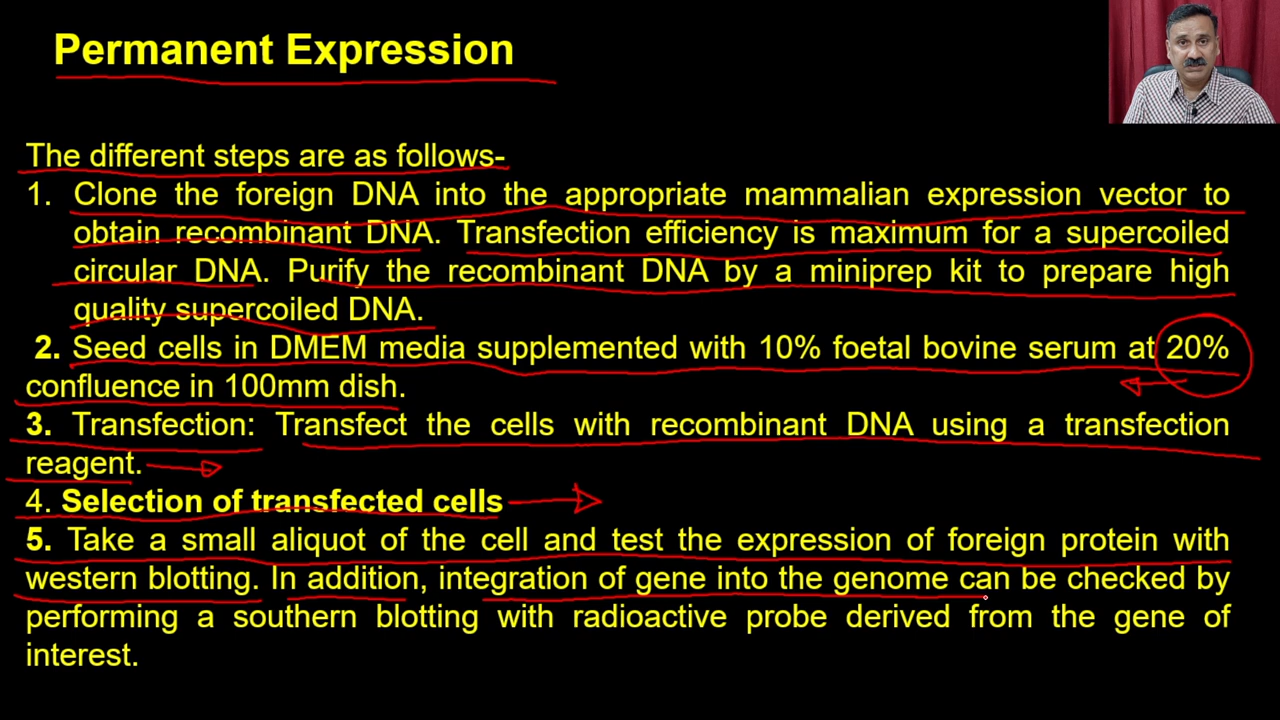 Permanent Expression
The different steps are as follows-
1. Clone the foreign DNA into the appropriate mammalian expression vector to
obtain recombinant DNA. Transfection efficiency is maximum for a supercoiled
circular DNA. Purify the recombinant DNA by a miniprep kit to prepare high
quality supercoiled DNA.
2. Seed cells in DMEM media supplemented with 10% foetal bovine serum at 20%
confluence in 100mm dish.
3. Transfection: Transfect the cells with recombinant DNA using a transfection
reagent.
4. Selection of transfected cells
5. Take a small aliquot of the cell and test the expression of foreign protein with
western blotting. In addition, integration of gene into the genome can be checked by
performing a southern blotting with radioactive probe derived from the gene of
interest.